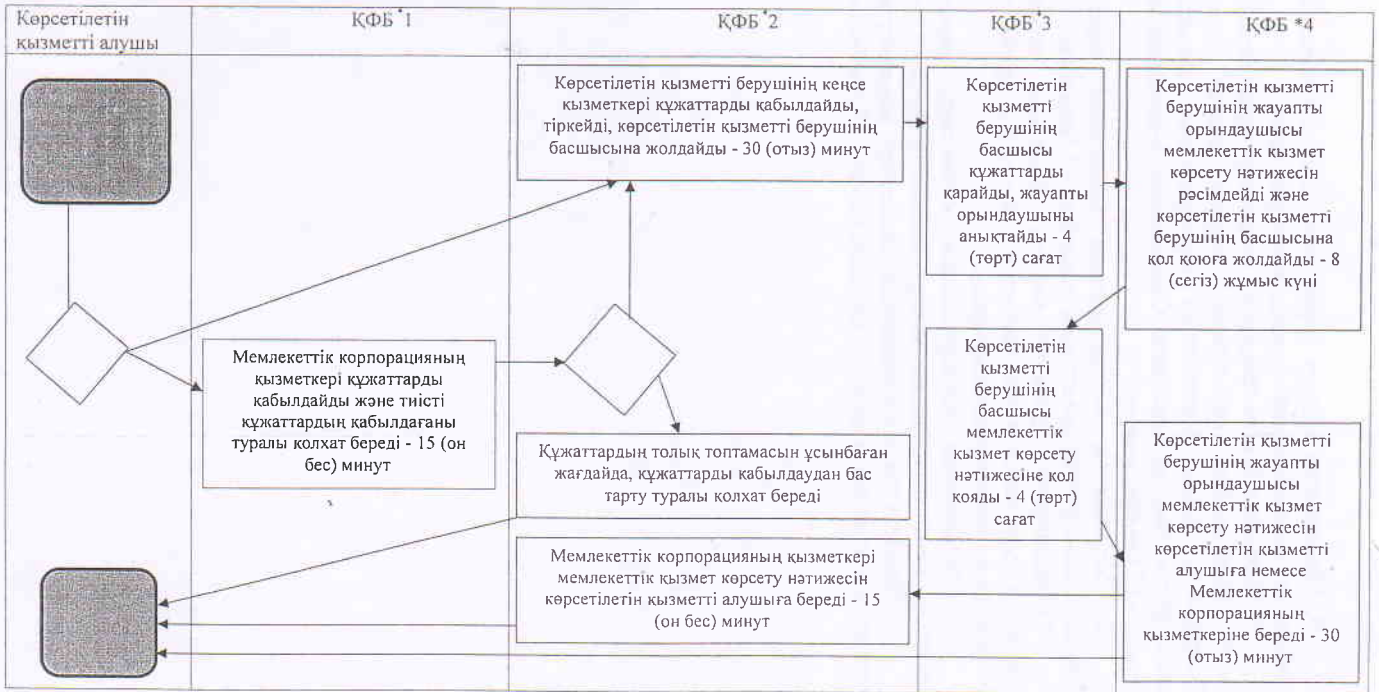 Көрсетілетін
қызметті алушы
ҚФБ *1
ҚФБ *2
ҚФБ *3
ҚФБ *4
Көрсетілетін қызметті берушінің кеңсе
қызметкері құжаттарды қабылдайды,
тіркейді, көрсетілетін қызметті берушінің
басшысына жолдайды - 30 (отыз) минут
Көрсетілетін
қызметті
берушінің
басшысы
құжаттарды
қарайды, жауапты
орындаушыны
анықтайды - 4
(төрт) сағат
Көрсетілетін қызметті
берушінің жауапты
орындаушысы
мемлекеттік қызмет
көрсету нәтижесін
рәсімдейді және
көрсетілетін қызметті
берушінің басшысына
қол қоюға жолдайды - 8
(сегіз) жұмыс күні
Мемлекеттік корпорацияның
қызметкері құжаттарды
қабылдайды және тиісті
құжаттардың қабылдағаны
туралы қолхат береді - 15 (он
бес) минут
Құжаттардың толық топтамасын ұсынбаған
жағдайда, құжаттарды қабылдаудан бас
тарту туралы қолхат береді
Көрсетілетін
қызметті
берушінің
басшысы
мемлекеттік
қызмет көрсету
нәтижесіне қол
қояды - 4 (төрт)
сағат
Көрсетілетін қызметті
берушінің жауапты
орындаушысы
мемлекеттік қызмет
көрсету нәтижесін
көрсетілетін қызметті
алушыға немесе
Мемлекеттік
корпорацияның
қызметкеріне береді - 30
(отыз) минут
Мемлекеттік корпорацияның қызметкері
мемлекеттік қызмет көрсету нәтижесін
көрсетілетін қызметті алушыға береді - 15
(он бес) минут